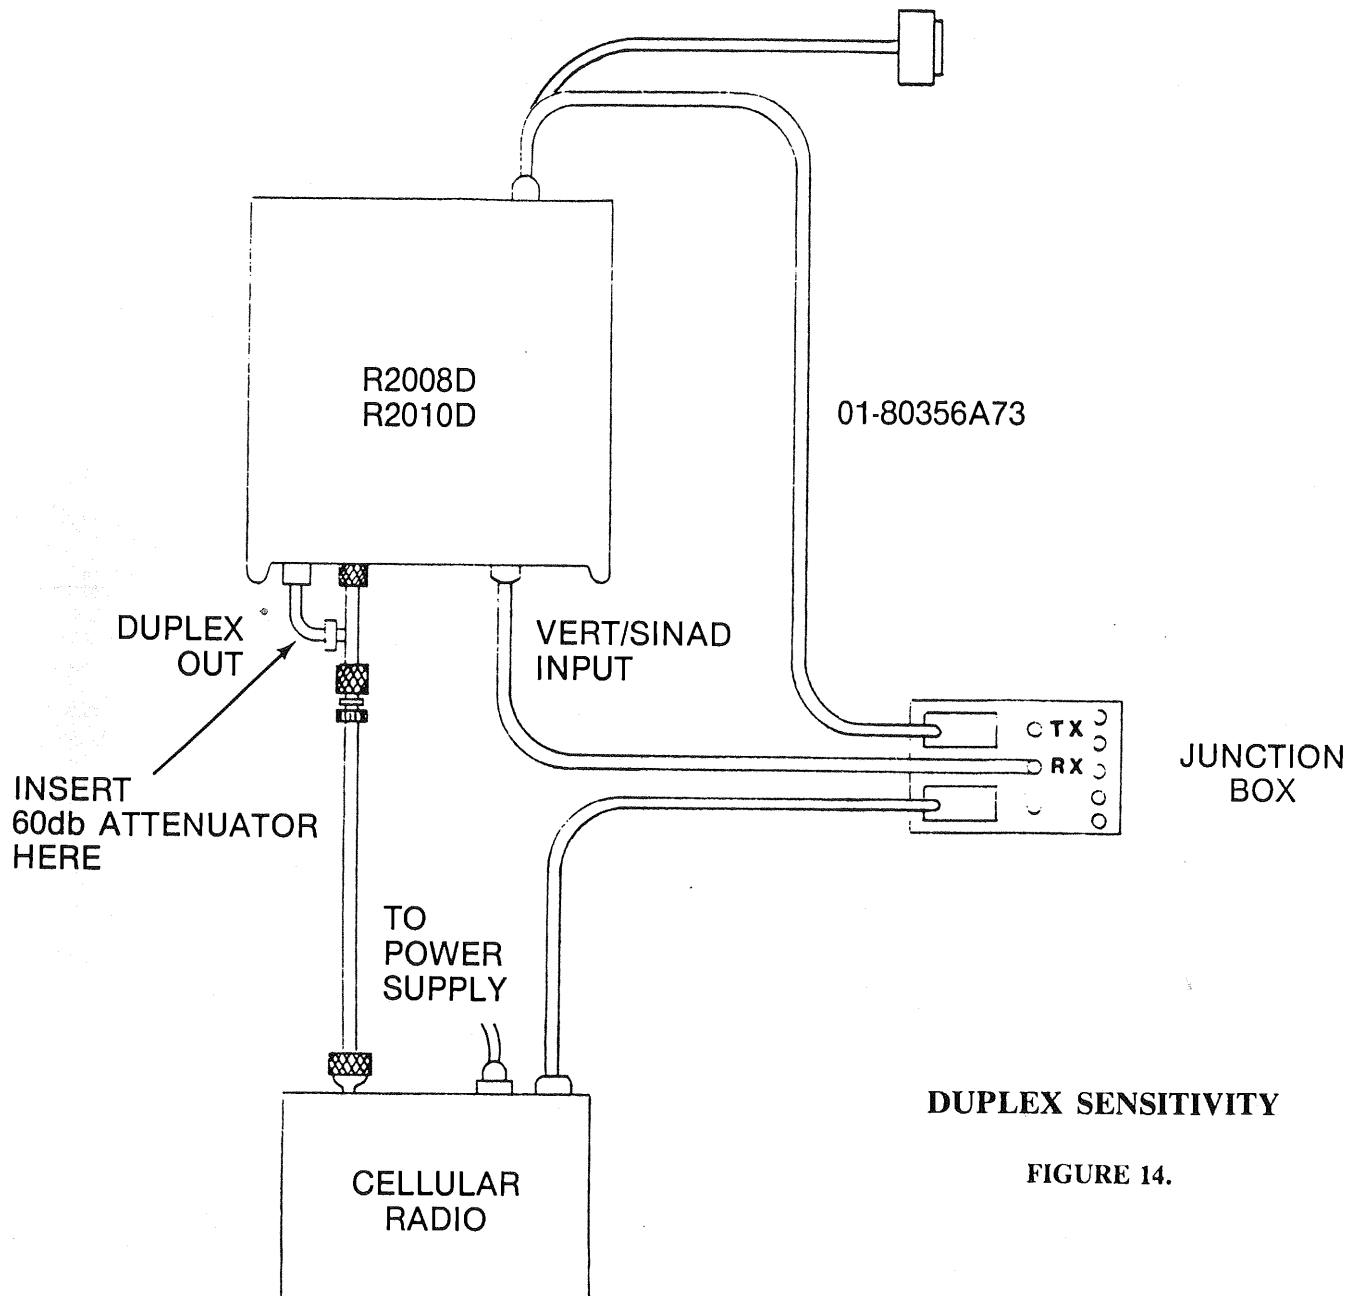 R2008D
R2010D
01-80356A73
DUPLEX
OUT
VERT/SINAD
INPUT
TX
RX
JUNCTION
BOX
INSERT
60db ATTENUATOR
HERE
TO
POWER
SUPPLY
DUPLEX SENSITIVITY
FIGURE 14.
CELLULAR
RADIO